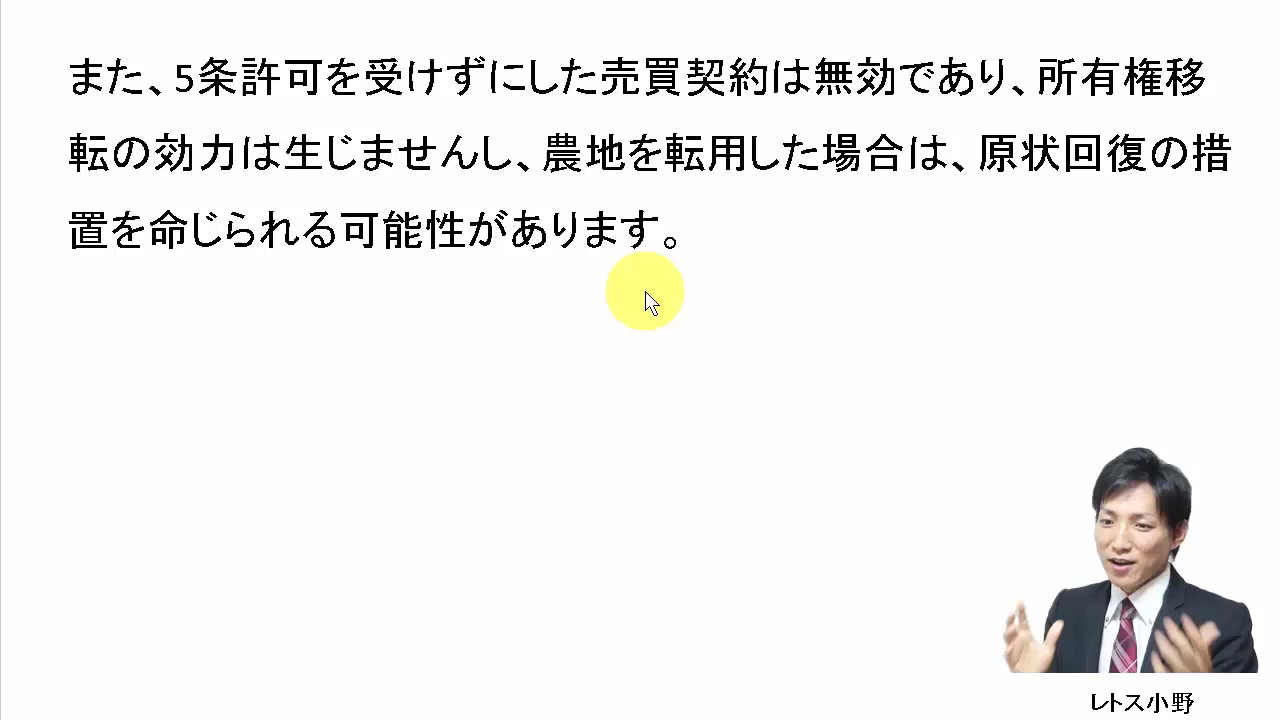 また、5条許可を受けずにした売買契約は無効であり、所有権移
転の効力は生じませんし、農地を転用した場合は、原状回復の措
置を命じられる可能性があります。
レトス小野